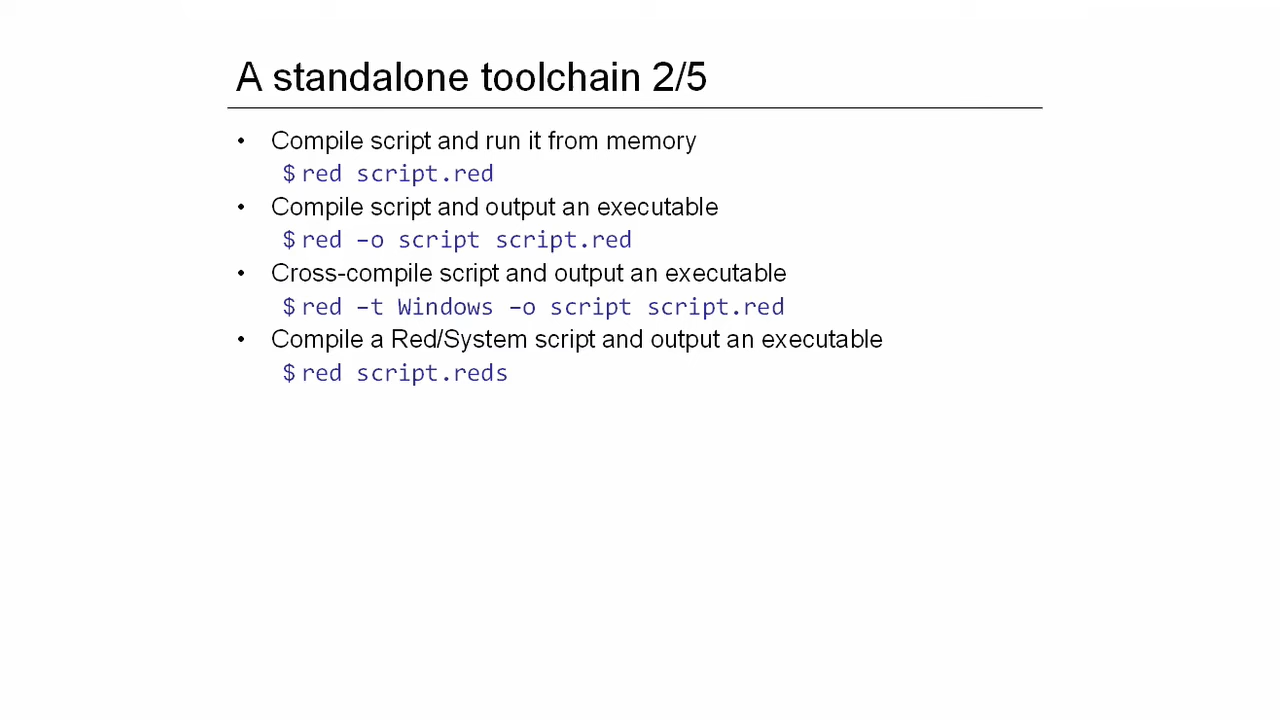 A standalone toolchain 2/5
• Compile script and run it from memory
$ red script.red
• Compile script and output an executable
$ red –o script script.red
• Cross-compile script and output an executable
$ red –t Windows –o script script.red
• Compile a Red/System script and output an executable
$ red script.reds